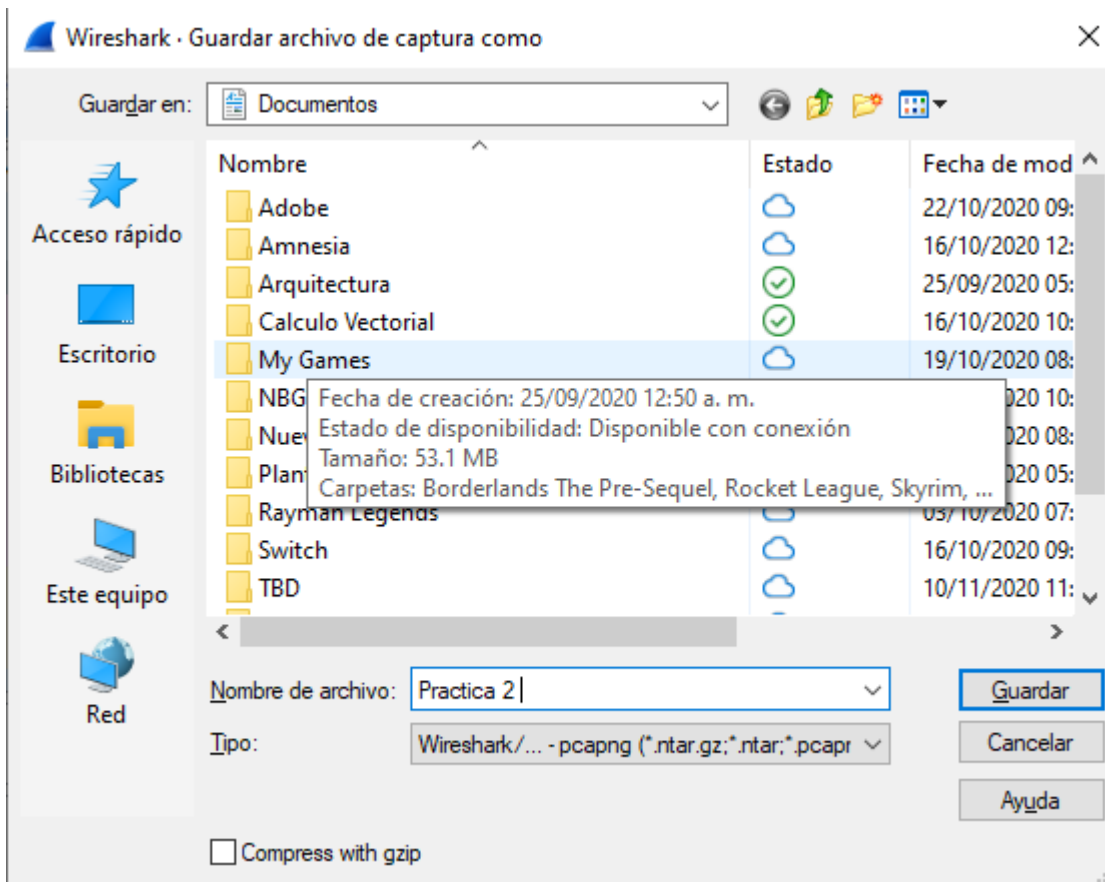 Wireshark · Guardar archivo de captura como
Guardar en: Documentos
Nombre Estado Fecha de mod
Acceso rápido
Escritorio
Bibliotecas
Este equipo
Red
Adobe 22/10/2020 09:
Amnesia 16/10/2020 12:
Arquitectura 25/09/2020 05:
Calculo Vectorial 16/10/2020 10:
My Games 19/10/2020 08:
NBG 020 10:
Nuev 020 08:
Plant 020 05:
Fecha de creación: 25/09/2020 12:50 a. m.
Estado de disponibilidad: Disponible con conexión
Tamaño: 53.1 MB
Carpetas: Borderlands The Pre-Sequel, Rocket League, Skyrim, ...
Rayman Legends 03/10/2020 07:
Switch 16/10/2020 09:
TBD 10/11/2020 11:
Nombre de archivo: Practica 2 Guardar
Tipo: Wireshark/... - pcapng (*.ntar.gz;*.ntar;*.pcapr Cancelar
Ayuda
Compress with gzip